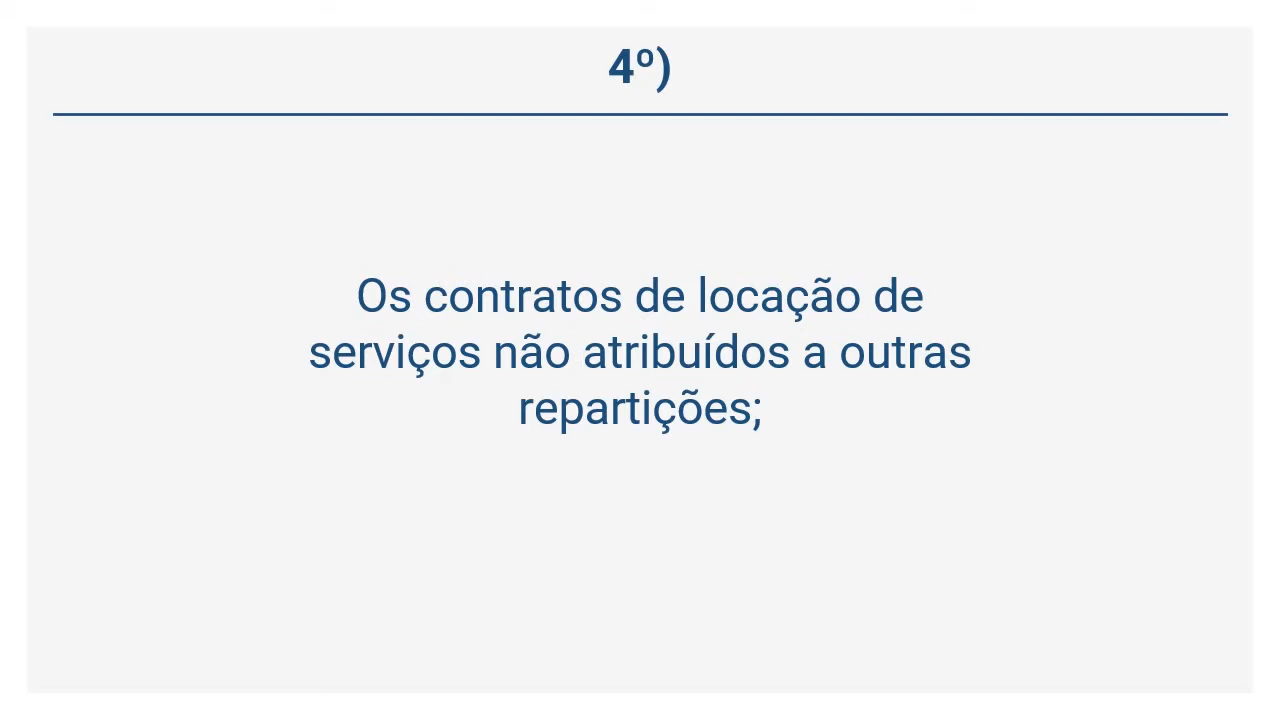 4º)
Os contratos de locação de
serviços não atribuídos a outras
repartições;